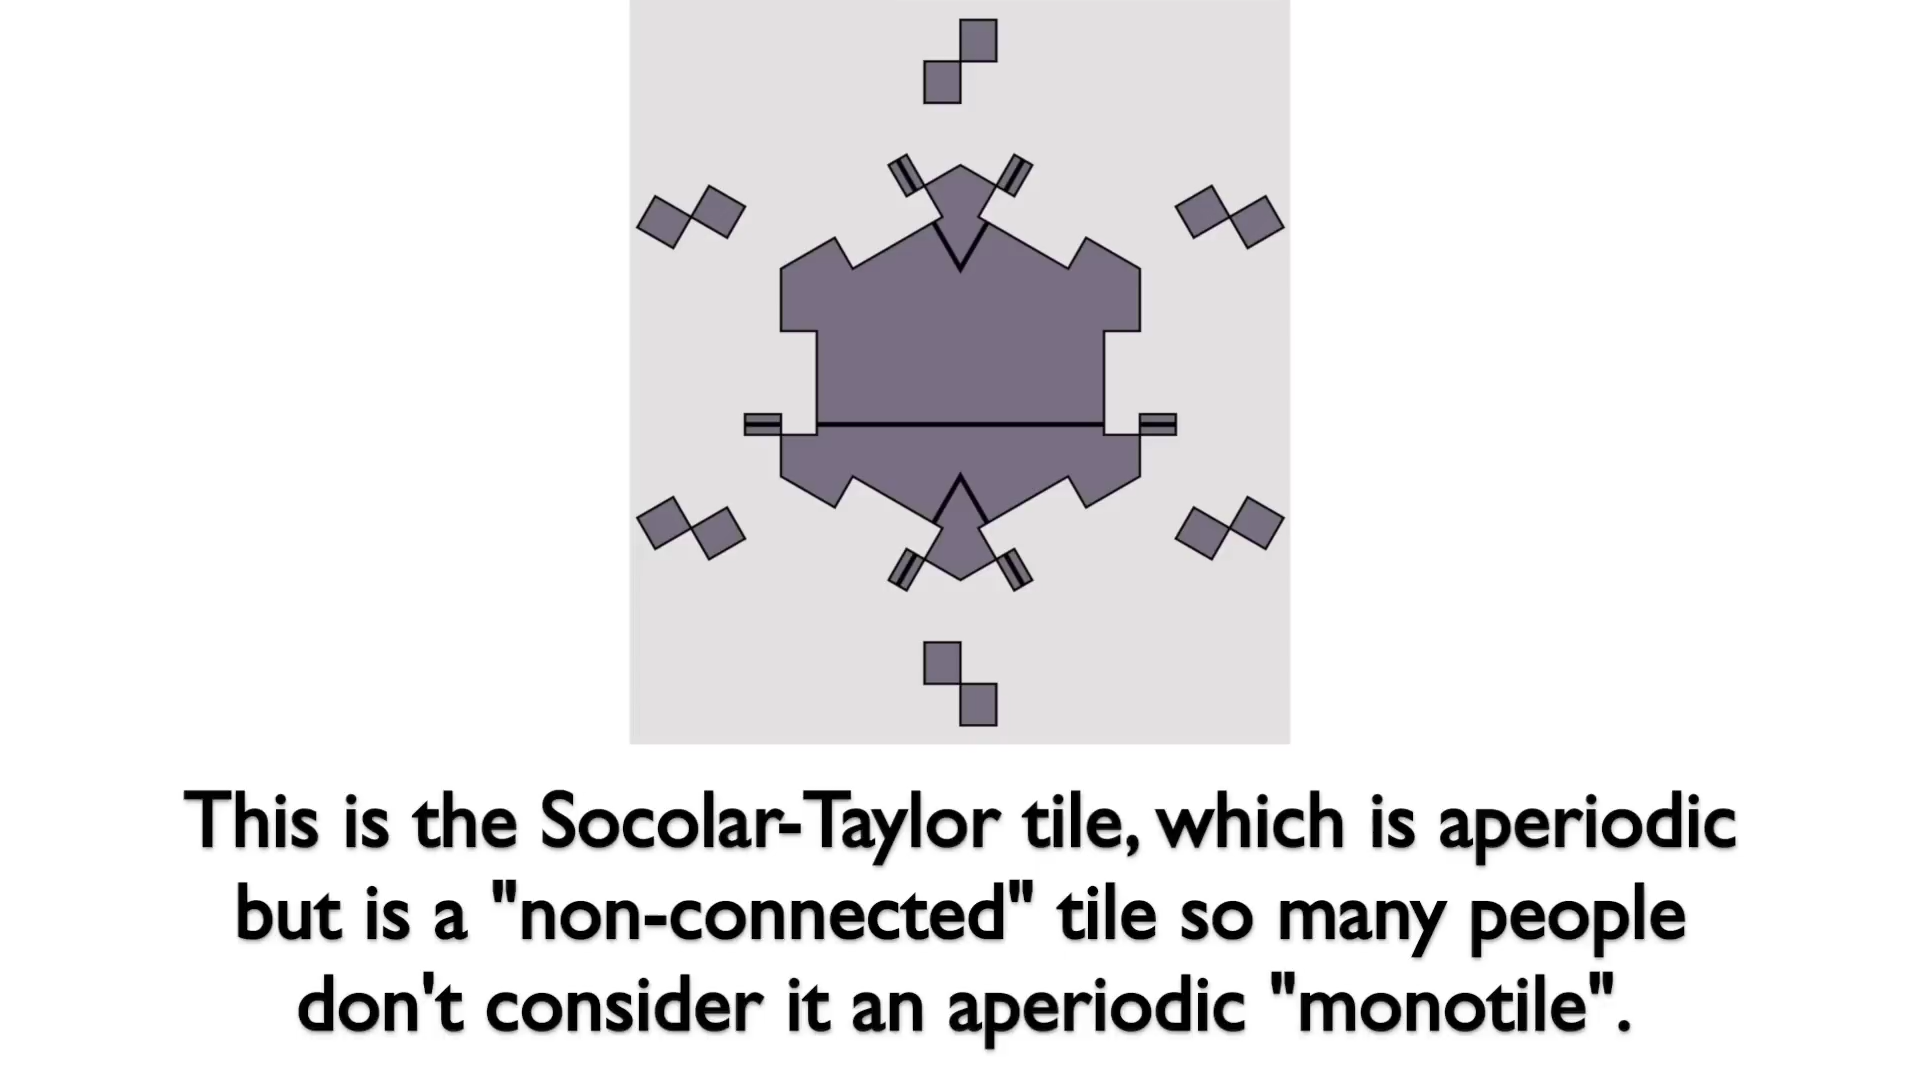 This is the Socolar-Taylor tile, which is aperiodic
but is a "non-connected" tile so many people
don't consider it an aperiodic "monotile".